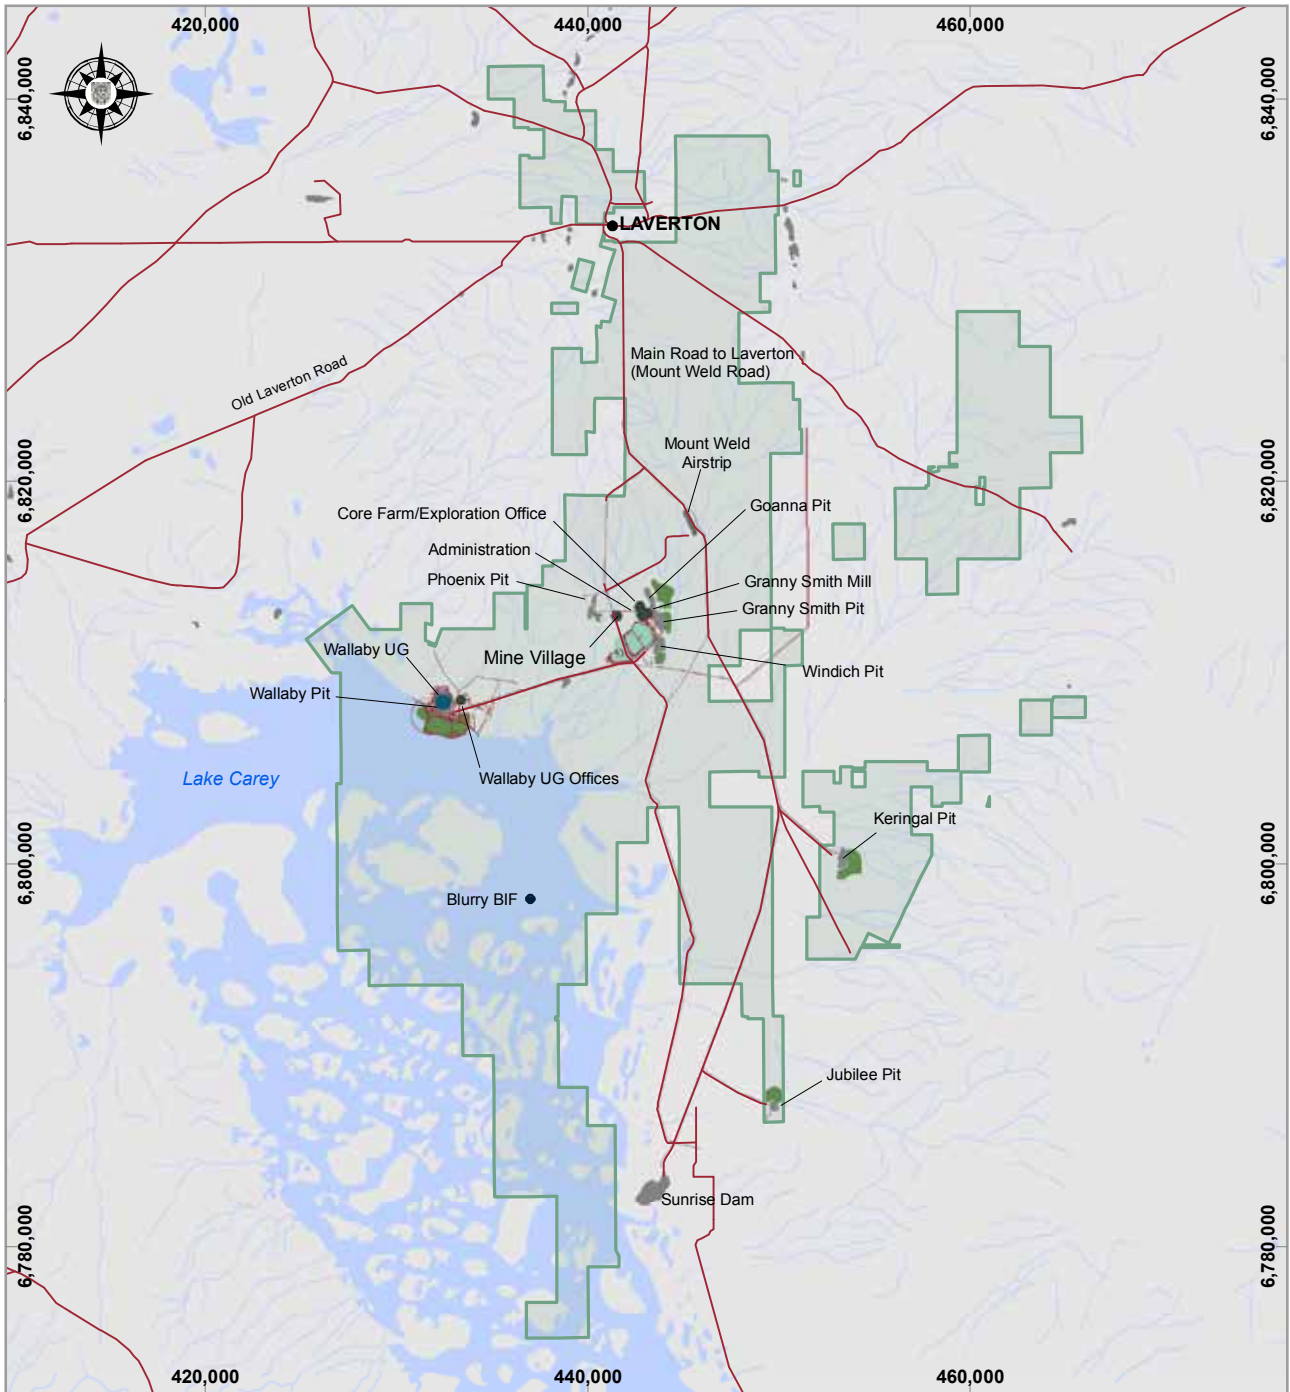 420,000
440,000
460,000
6,840,000
6,840,000
LAVERTON
Main Road to Laverton
(Mount Weld Road)
Old Laverton Road
Mount Weld
Airstrip
6,820,000
6,820,000
Goanna Pit
Core Farm/Exploration Office
Administration
Phoenix Pit
Granny Smith Mill
Granny Smith Pit
Mine Village
Windich Pit
Wallaby UG
Wallaby Pit
Lake Carey
Wallaby UG Offices
Keringal Pit
6,800,000
6,800,000
Blurry BIF
Jubilee Pit
Sunrise Dam
6,780,000
6,780,000
420,000
440,000
460,000